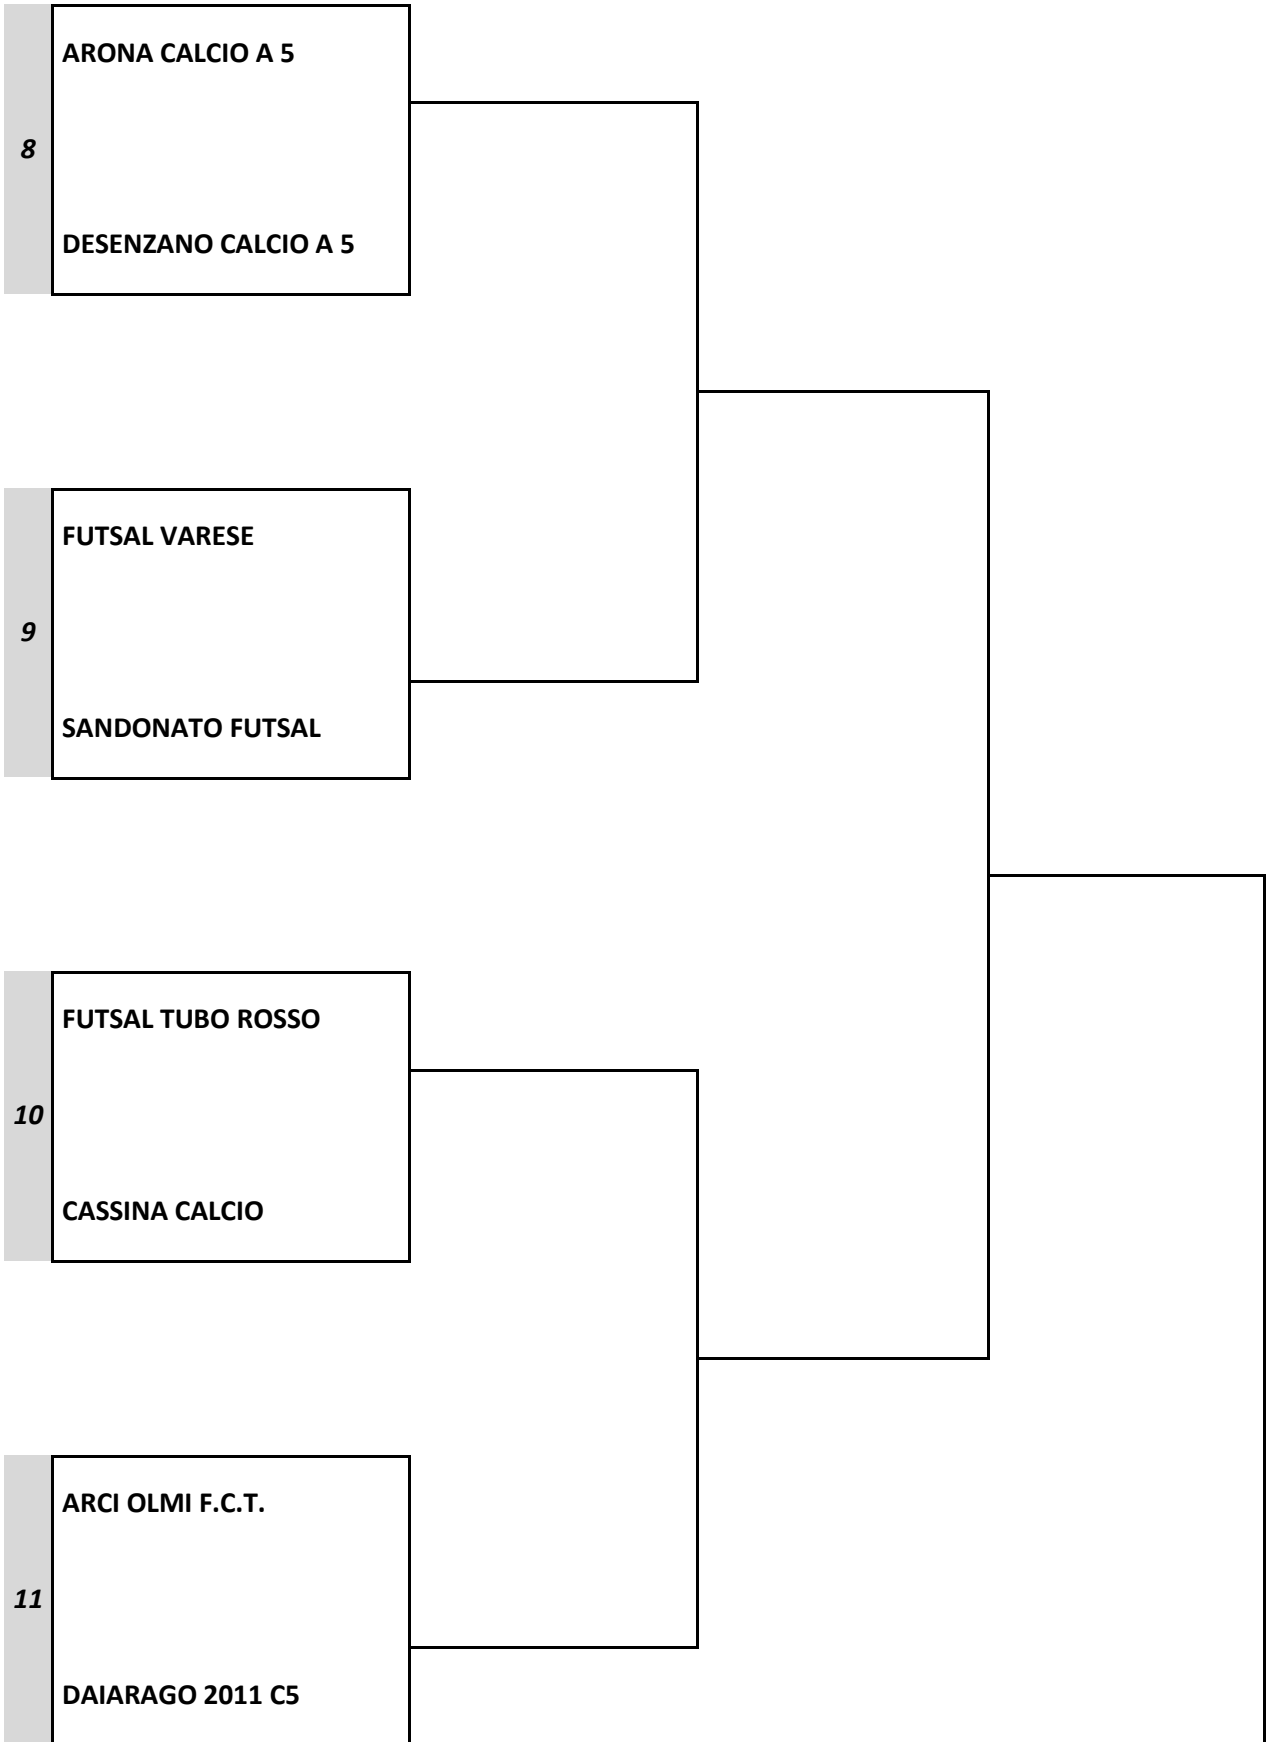 ARONA CALCIO A 5
8
DESENZANO CALCIO A 5
FUTSAL VARESE
9
SANDONATO FUTSAL
FUTSAL TUBO ROSSO
10
CASSINA CALCIO
ARCI OLMI F.C.T.
11
DAIARAGO 2011 C5